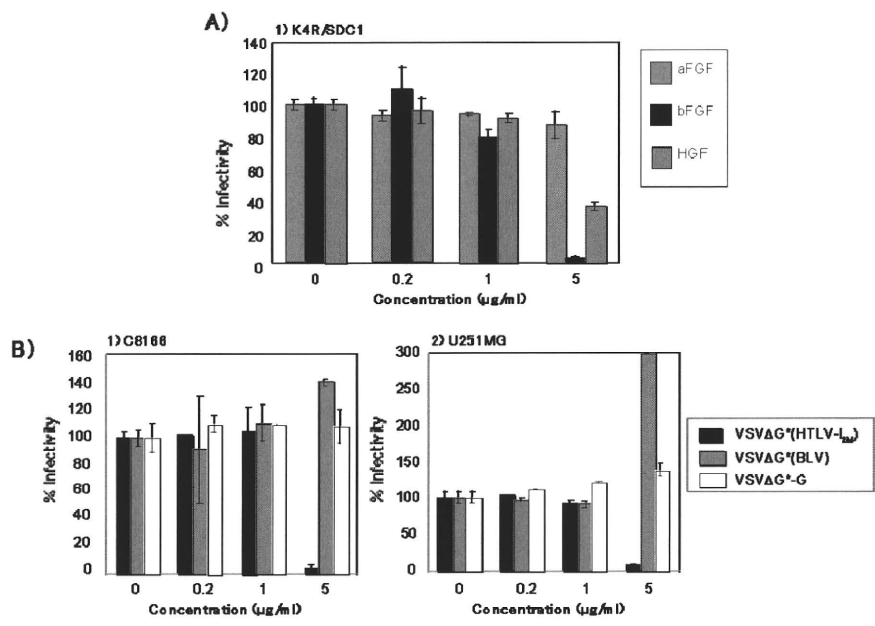 A)
1) K4R/SDC1
140
120
100
80
60
40
20
0
% Infectivity
0
0.2
1
5
Concentration (µg/ml)
aFGF
bFGF
HGF
B)
1) C8166
160
140
120
100
80
60
40
20
0
% Infectivity
0
0.2
1
5
Concentration (µg/ml)
2) U251MG
300
250
200
150
100
50
0
% Infectivity
0
0.2
1
5
Concentration (µg/ml)
VSVΔG*(HTLV-I
VSVΔG*(BLV)
VSVΔG*-G